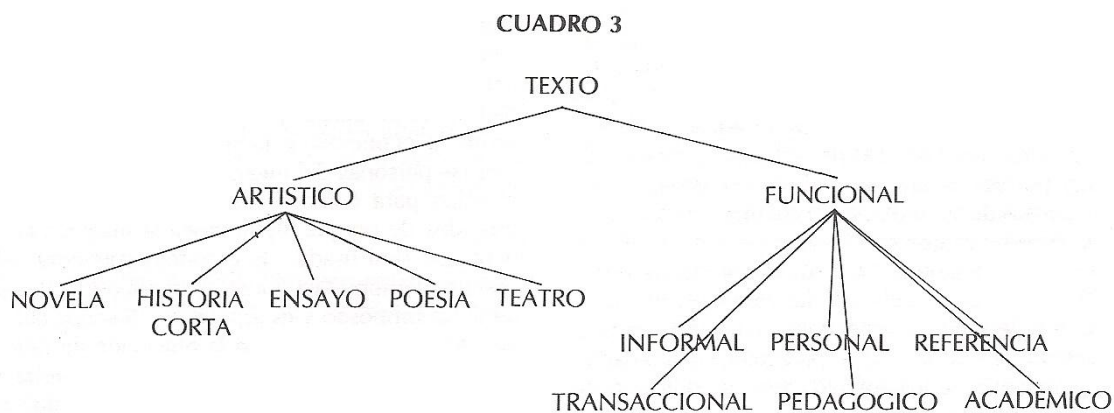 CUADRO 3
TEXTO
ARTISTICO FUNCIONAL
NOVELA HISTORIA ENSAYO POESIA TEATRO
CORTA
INFORMAL PERSONAL REFERENCIA
TRANSACCIONAL PEDAGOGICO ACADEMICO